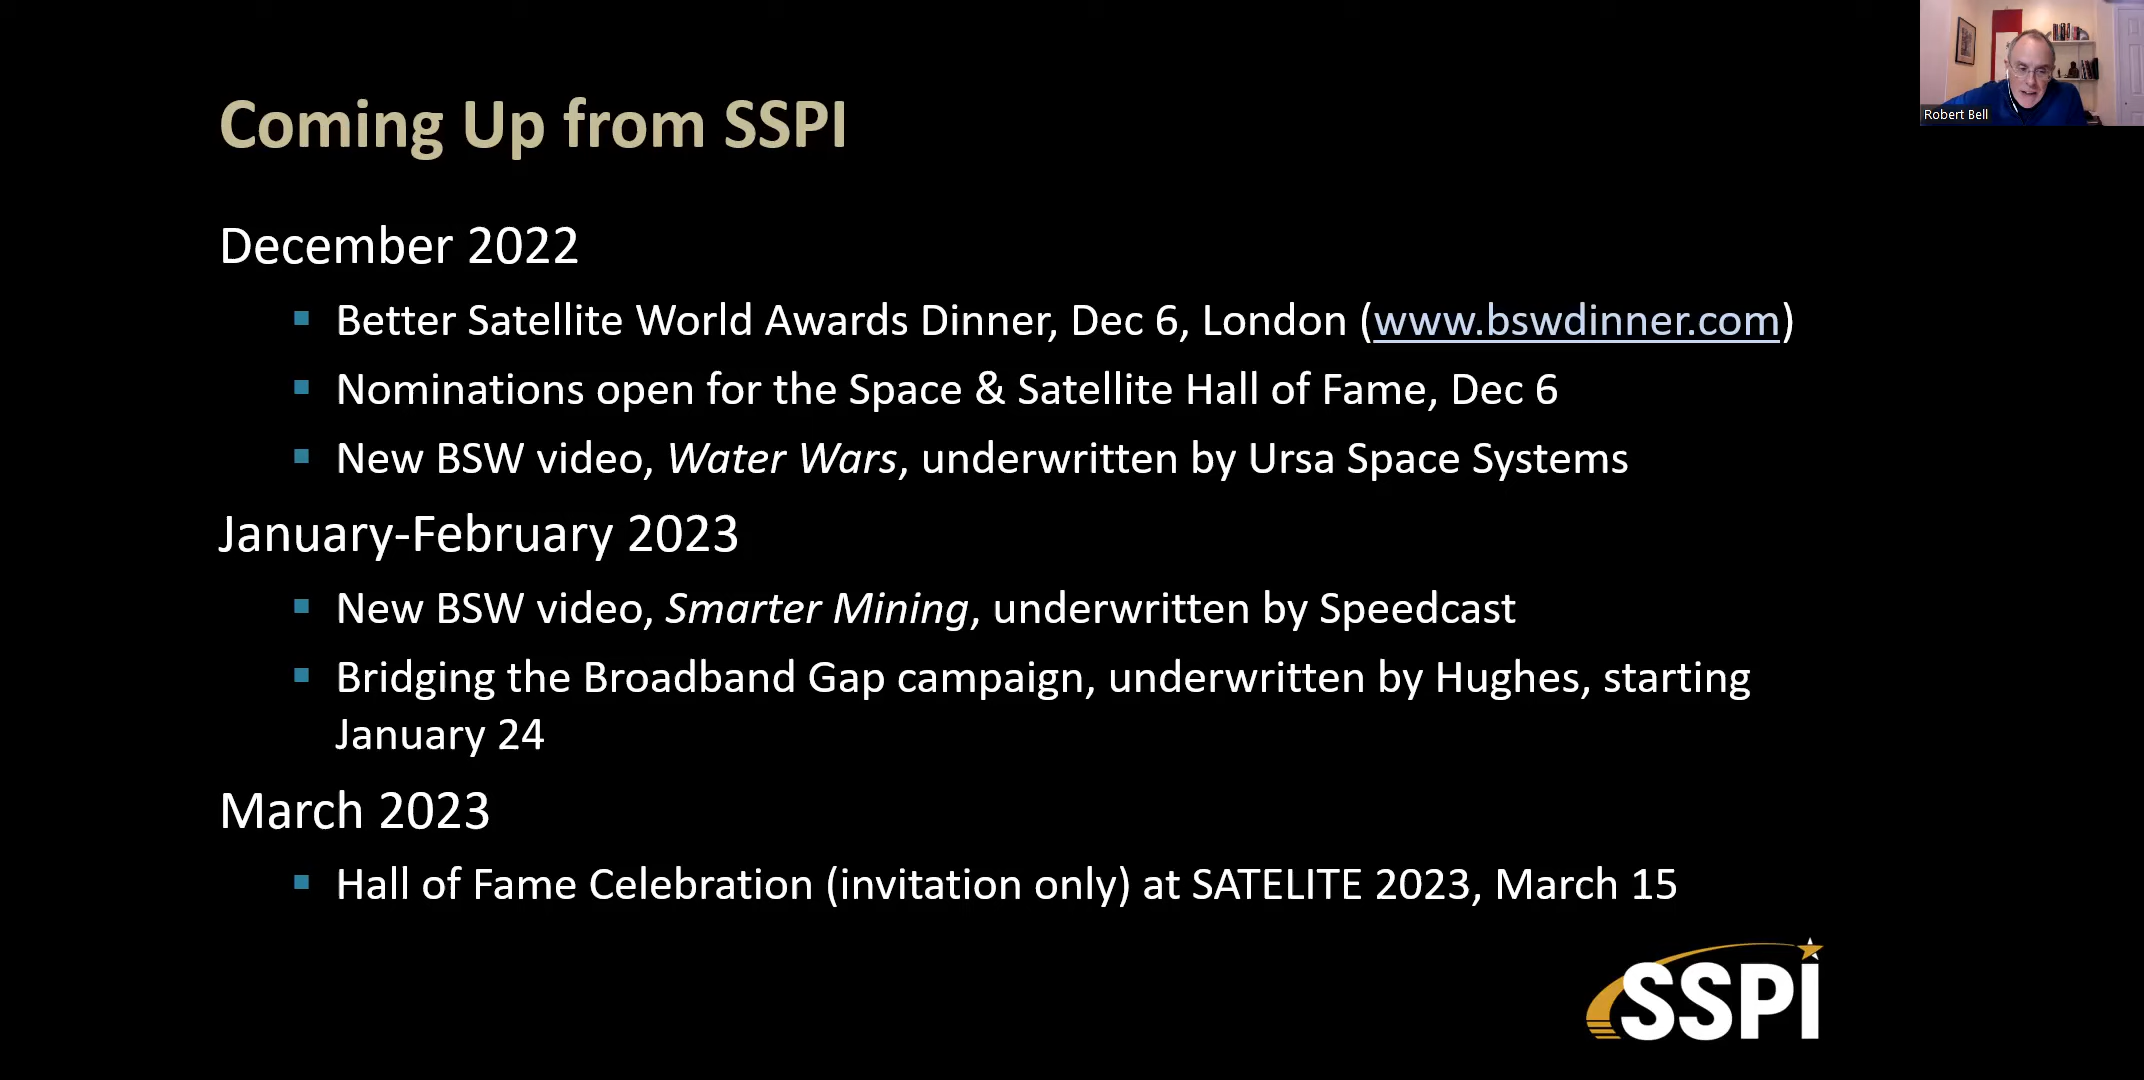 Coming Up from SSPI
Robert Bell
December 2022
▪ Better Satellite World Awards Dinner, Dec 6, London (www.bswdinner.com)
▪ Nominations open for the Space & Satellite Hall of Fame, Dec 6
▪ New BSW video, Water Wars, underwritten by Ursa Space Systems
January-February 2023
▪ New BSW video, Smarter Mining, underwritten by Speedcast
▪ Bridging the Broadband Gap campaign, underwritten by Hughes, starting
January 24
March 2023
▪ Hall of Fame Celebration (invitation only) at SATELITE 2023, March 15
SSPI